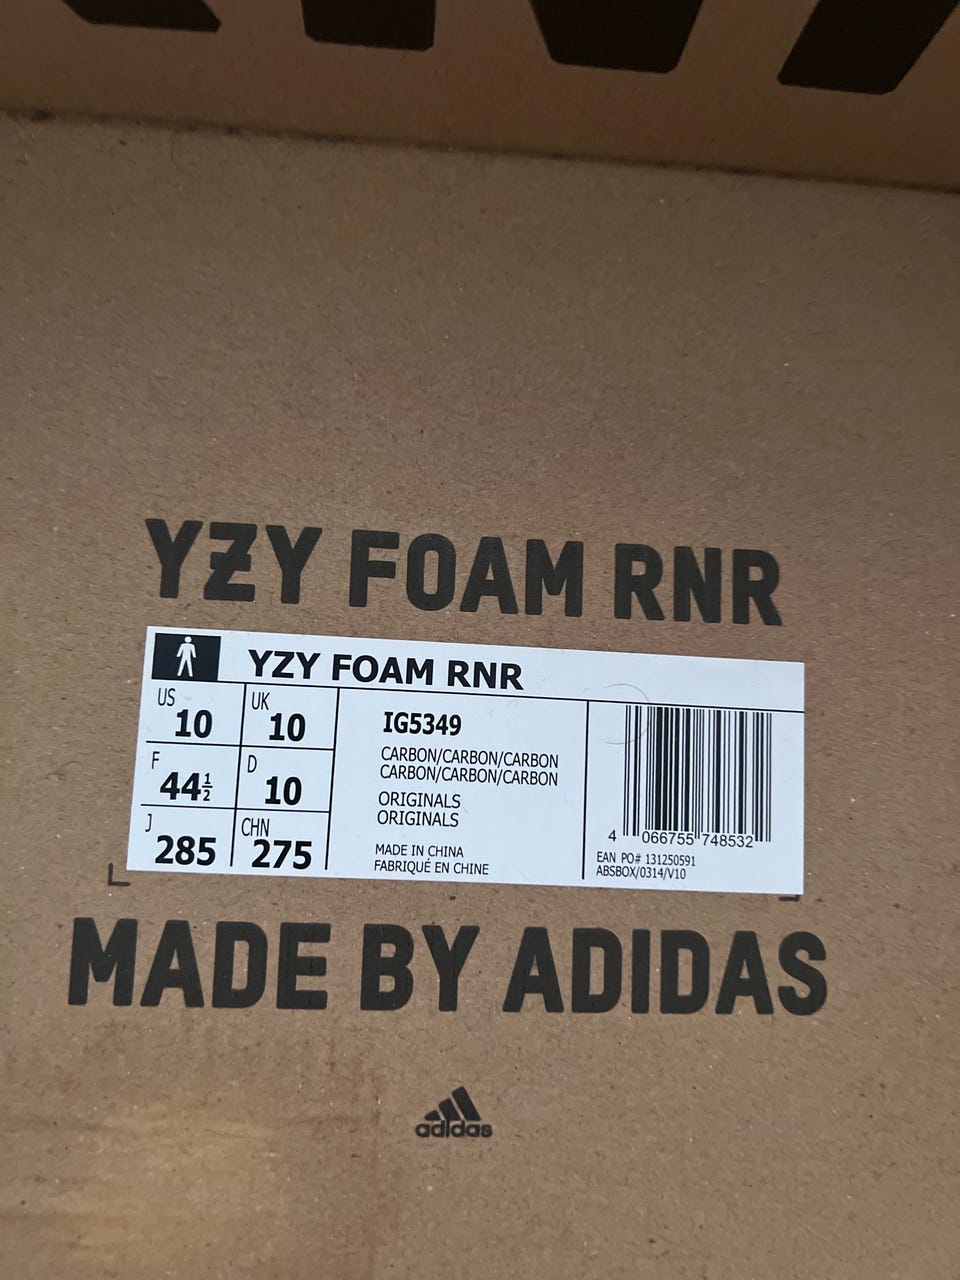 YZY FOAM RNR
YZY FOAM RNR
US 10
UK 10
F 44½
D 10
J 285
CHN 275
IG5349
CARBON/CARBON/CARBON
CARBON/CARBON/CARBON
ORIGINALS
ORIGINALS
MADE IN CHINA
FABRIQUÉ EN CHINE
4 066755 748532
EAN PO# 131250591
ABSBOX/0314/V10
MADE BY ADIDAS
adidas